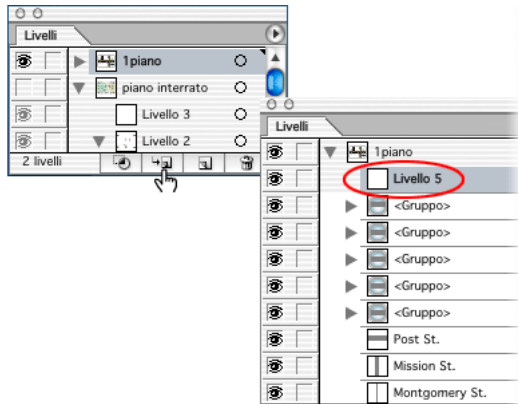 Livelli
1piano
piano interrato
Livello 3
Livello 2
2 livelli
Livelli
1piano
Livello 5
<Gruppo>
<Gruppo>
<Gruppo>
<Gruppo>
<Gruppo>
Post St.
Mission St.
Montgomery St.